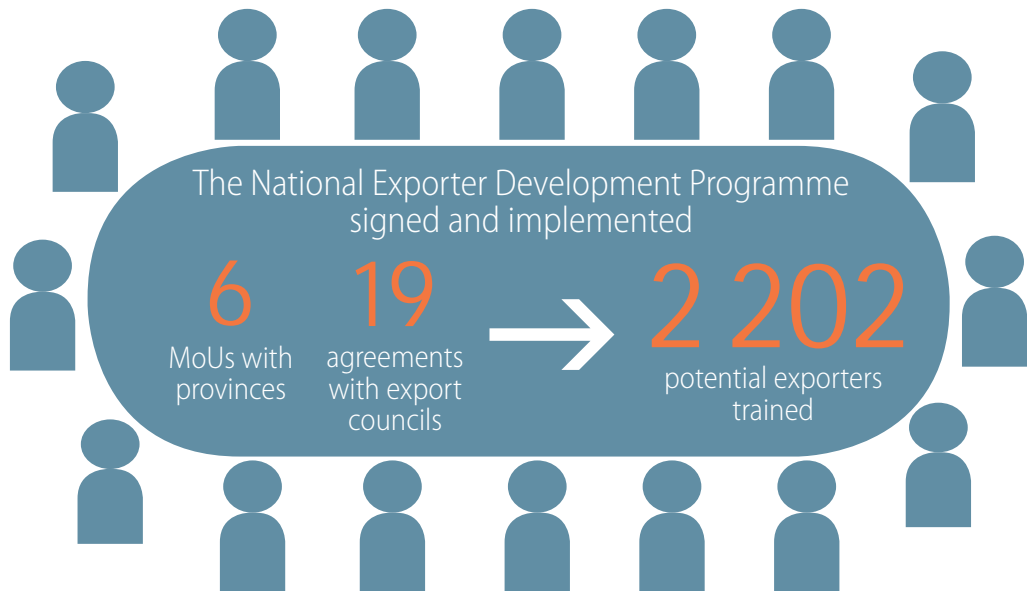 The National Exporter Development Programme
signed and implemented
6
MoUs with
provinces
19
agreements
with export
councils
2 202
potential exporters
trained